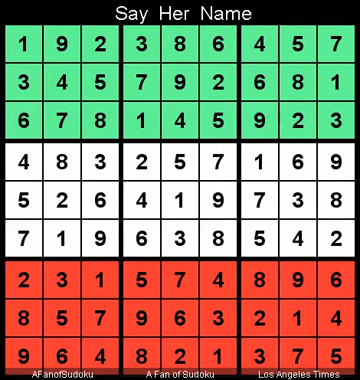 Say Her Name
1 9 2 3 8 6 4 5 7
3 4 5 7 9 2 6 8 1
6 7 8 1 4 5 9 2 3
4 8 3 2 5 7 1 6 9
5 2 6 4 1 9 7 3 8
7 1 9 6 3 8 5 4 2
2 3 1 5 7 4 8 9 6
8 5 7 9 6 3 2 1 4
9 6 4 8 2 1 3 7 5
AFanofSudoku A Fan of Sudoku Los Angeles Times